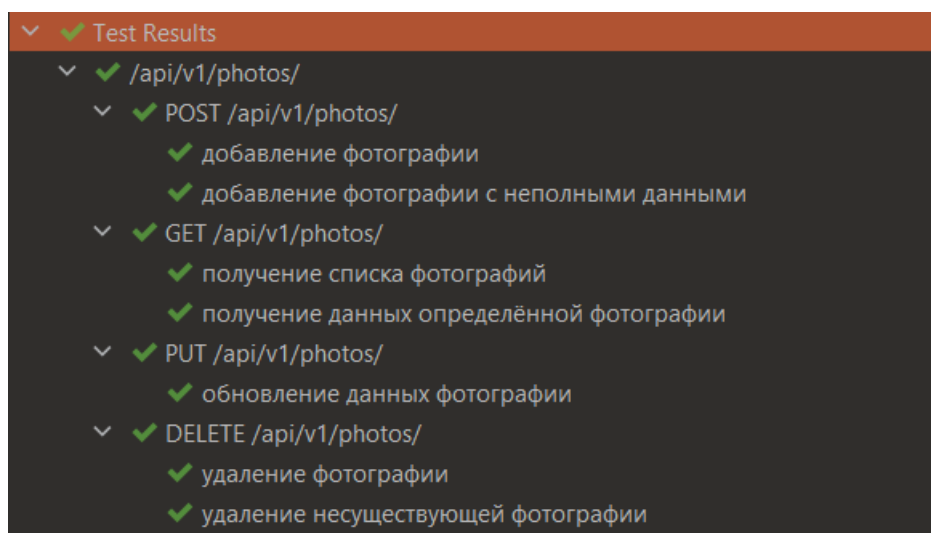 Test Results
/api/v1/photos/
POST /api/v1/photos/
добавление фотографии
добавление фотографии с неполными данными
GET /api/v1/photos/
получение списка фотографий
получение данных определённой фотографии
PUT /api/v1/photos/
обновление данных фотографии
DELETE /api/v1/photos/
удаление фотографии
удаление несуществующей фотографии